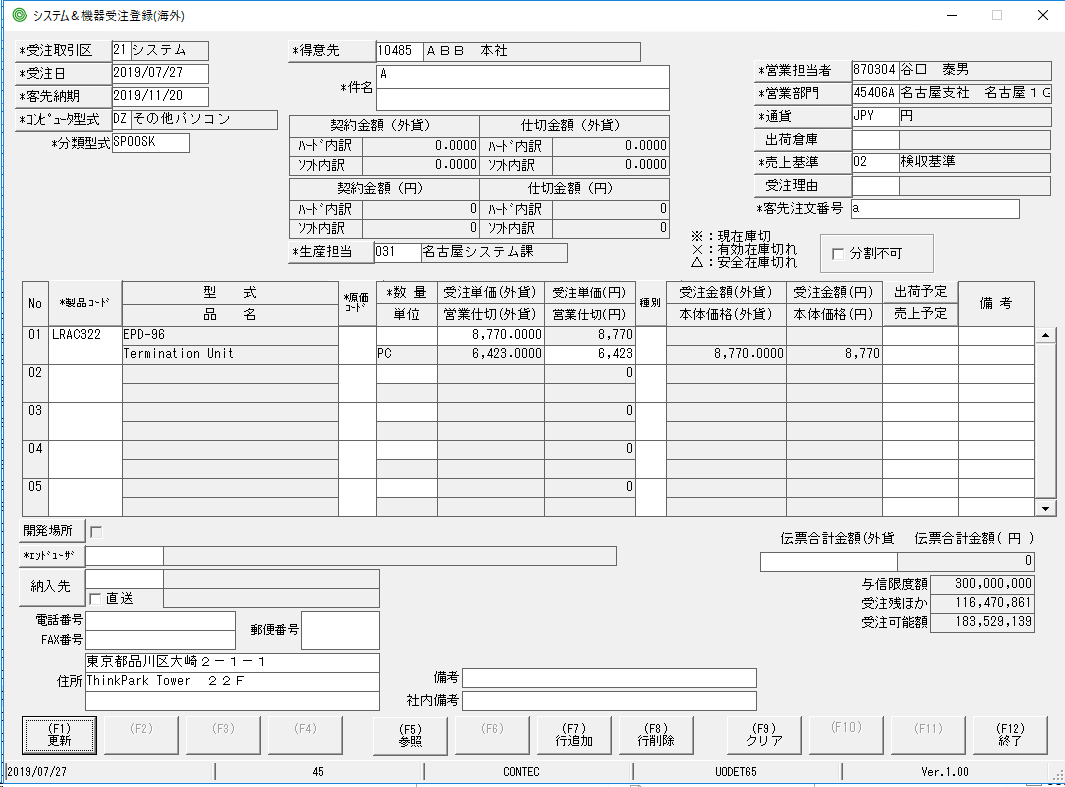 システム＆機器受注登録(海外)
*受注取引区 21 システム
*受注日 2019/07/27
*客先納期 2019/11/20
*ｺﾝﾋﾟｭｰﾀ型式 DZ その他パソコン
*分類型式 SP00SK
*得意先 10485 ＡＢＢ　本社
*件名 A
契約金額（外貨） 仕切金額（外貨）
ﾊｰﾄﾞ内訳 0.0000 ﾊｰﾄﾞ内訳 0.0000
ｿﾌﾄ内訳 0.0000 ｿﾌﾄ内訳 0.0000
契約金額（円） 仕切金額（円）
ﾊｰﾄﾞ内訳 0 ﾊｰﾄﾞ内訳 0
ｿﾌﾄ内訳 0 ｿﾌﾄ内訳 0
*生産担当 031 名古屋システム課
*営業担当者 870304 谷口　泰男
*営業部門 45406A 名古屋支社　名古屋１G
*通貨 JPY 円
出荷倉庫
*売上基準 02 検収基準
受注理由
*客先注文番号 a
※：現在庫切
×：有効在庫切れ
△：安全在庫切れ
分割不可
No *製品ｺｰﾄﾞ 型　式 *原価ｺｰﾄﾞ *数 量 受注単価(外貨) 受注単価(円) 種別 受注金額(外貨) 受注金額(円) 出荷予定 備 考
品　名 単位 営業仕切(外貨) 営業仕切(円) 本体価格(外貨) 本体価格(円) 売上予定
01 LRAC322 EPD-96 8,770.0000 8,770
Termination Unit PC 6,423.0000 6,423 8,770.0000 8,770
02 0
03 0
04 0
05 0
開発場所
*ｴﾝﾄﾞﾕｰｻﾞ
納入先
直送
電話番号 郵便番号
FAX番号
東京都品川区大崎２－１－１
住所 ThinkPark Tower　２２Ｆ
伝票合計金額(外貨 伝票合計金額( 円 )
0
与信限度額 300,000,000
受注残ほか 116,470,861
受注可能額 183,529,139
備考
社内備考
(F1) 更新
(F2)
(F3)
(F4)
(F5) 参照
(F6)
(F7) 行追加
(F8) 行削除
(F9) クリア
(F10)
(F11)
(F12) 終了
2019/07/27 45 CONTEC UODET65 Ver.1.00